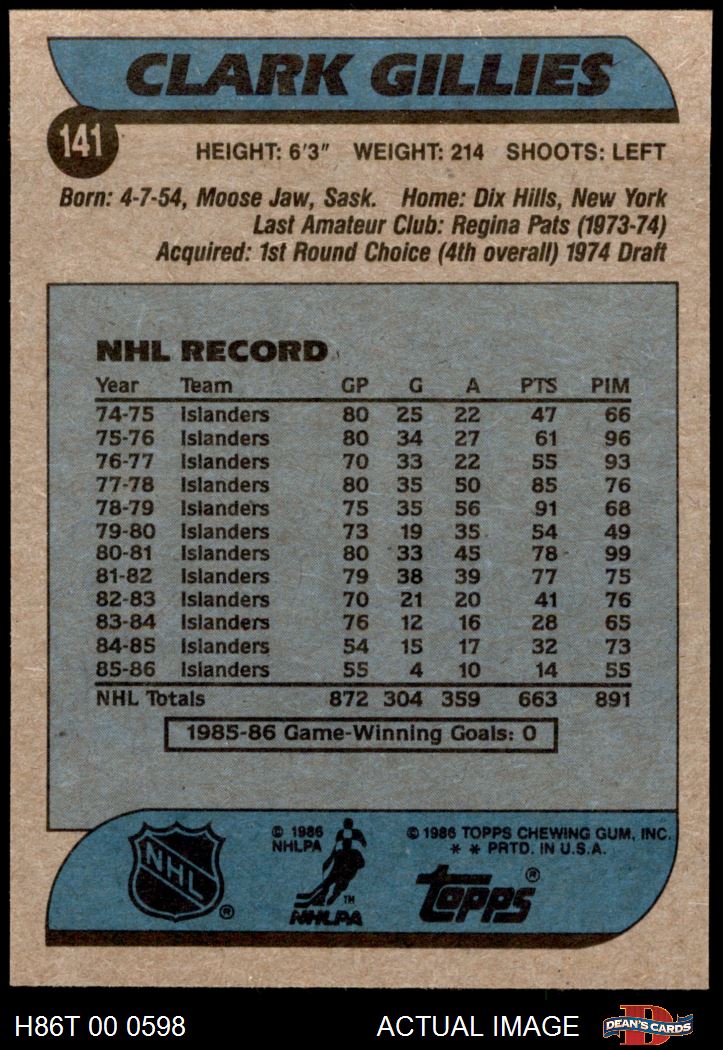 CLARK GILLIES
141
HEIGHT: 6'3" WEIGHT: 214 SHOOTS: LEFT
Born: 4-7-54, Moose Jaw, Sask. Home: Dix Hills, New York
Last Amateur Club: Regina Pats (1973-74)
Acquired: 1st Round Choice (4th overall) 1974 Draft
NHL RECORD
Year Team GP G A PTS PIM
74-75 Islanders 80 25 22 47 66
75-76 Islanders 80 34 27 61 96
76-77 Islanders 70 33 22 55 93
77-78 Islanders 80 35 50 85 76
78-79 Islanders 75 35 56 91 68
79-80 Islanders 73 19 35 54 49
80-81 Islanders 80 33 45 78 99
81-82 Islanders 79 38 39 77 75
82-83 Islanders 70 21 20 41 76
83-84 Islanders 76 12 16 28 65
84-85 Islanders 54 15 17 32 73
85-86 Islanders 55 4 10 14 55
NHL Totals 872 304 359 663 891
1985-86 Game-Winning Goals: 0
NHL ®
© 1986
NHLPA
TM
NHLPA
© 1986 TOPPS CHEWING GUM, INC.
* * PRTD. IN U.S.A.
topps ®
H86T 00 0598 ACTUAL IMAGE
D
DEAN'S CARDS